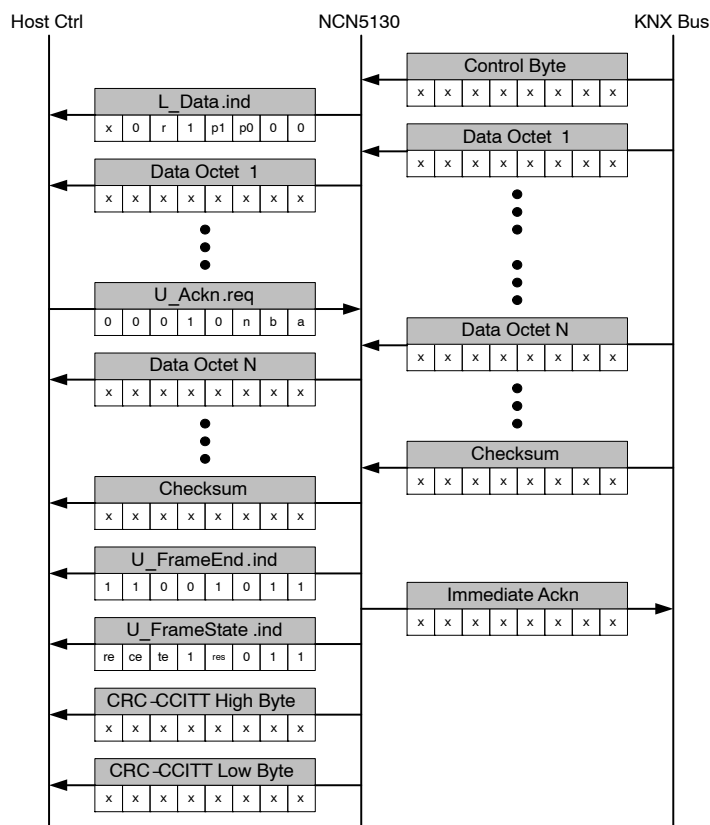 Host Ctrl NCN5130 KNX Bus
Control Byte
x x x x x x x x
L_Data.ind
x 0 r 1 p1 p0 0 0
Data Octet 1
x x x x x x x x
Data Octet 1
x x x x x x x x
U_Ackn.req
0 0 0 1 0 n b a
Data Octet N
x x x x x x x x
Data Octet N
x x x x x x x x
Checksum
x x x x x x x x
Checksum
x x x x x x x x
U_FrameEnd.ind
1 1 0 0 1 0 1 1
Immediate Ackn
x x x x x x x x
U_FrameState.ind
re ce te 1 res 0 1 1
CRC-CCITT High Byte
x x x x x x x x
CRC-CCITT Low Byte
x x x x x x x x